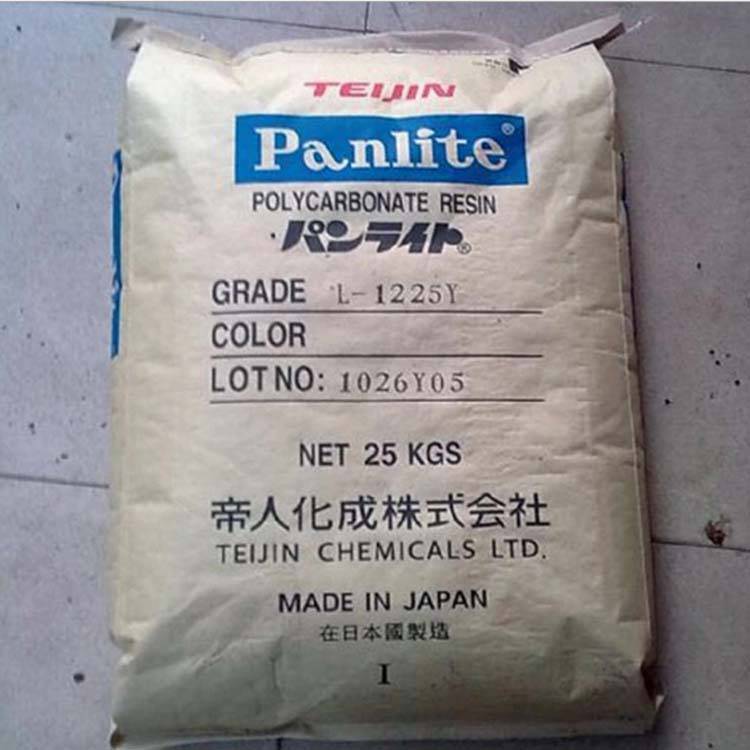 TEIJIN
Panlite®
POLYCARBONATE RESIN
パンライト®
GRADE L-1225Y
COLOR
LOT NO: 1026Y05
NET 25 KGS
帝人化成株式会社
TEIJIN CHEMICALS LTD.
MADE IN JAPAN
在日本國製造
I